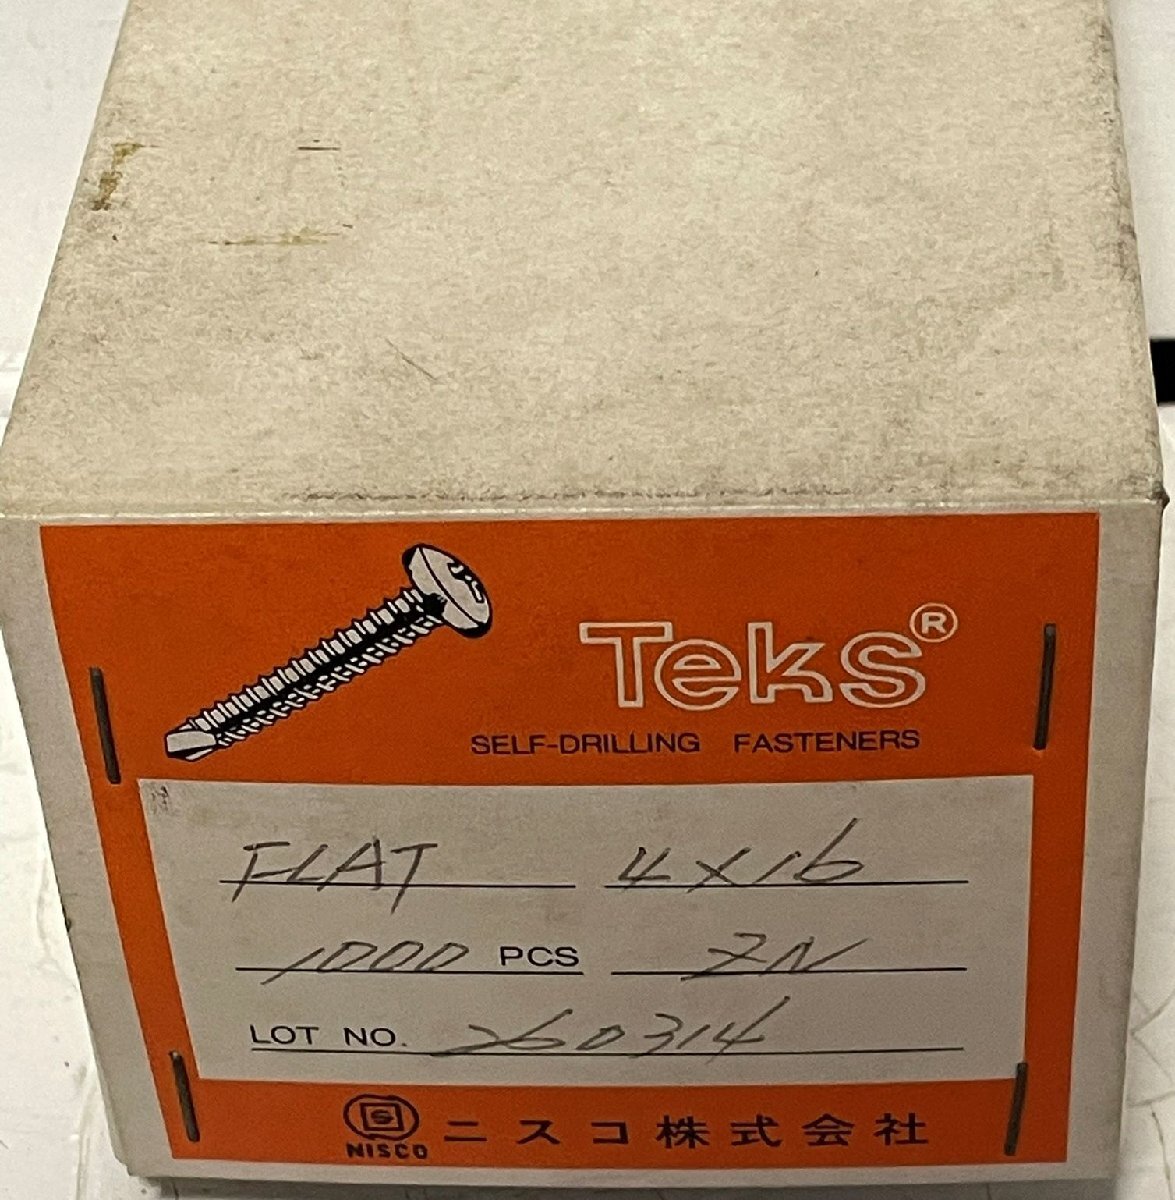 Teks®
SELF-DRILLING FASTENERS
FLAT 4×16
1000 PCS ZN
LOT NO. 260314
S NISCO ニスコ株式会社